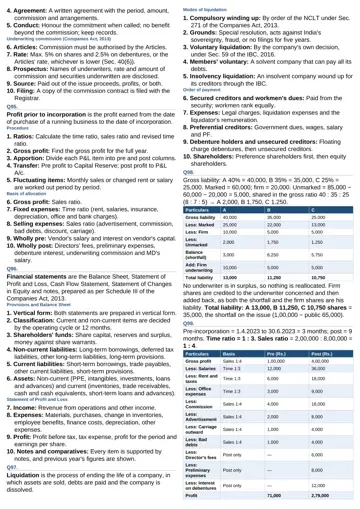 4. Agreement: A written agreement with the period, amount,
commission and arrangements.
5. Conduct: Honour the commitment when called; no benefit
beyond the commission; keep records.
Underwriting commission (Companies Act, 2013)
6. Articles: Commission must be authorised by the Articles.
7. Rate: Max. 5% on shares and 2.5% on debentures, or the
Articles' rate, whichever is lower (Sec. 40(6)).
8. Prospectus: Names of underwriters, rate and amount of
commission and securities underwritten are disclosed.
9. Source: Paid out of the issue proceeds, profits, or both.
10. Filing: A copy of the commission contract is filed with the
Registrar.
Q95.
Profit prior to incorporation is the profit earned from the date
of purchase of a running business to the date of incorporation.
Procedure
1. Ratios: Calculate the time ratio, sales ratio and revised time
ratio.
2. Gross profit: Find the gross profit for the full year.
3. Apportion: Divide each P&L item into pre and post columns.
4. Transfer: Pre profit to Capital Reserve; post profit to P&L
A/c.
5. Fluctuating items: Monthly sales or changed rent or salary
are worked out period by period.
Basis of allocation
6. Gross profit: Sales ratio.
7. Fixed expenses: Time ratio (rent, salaries, insurance,
depreciation, office and bank charges).
8. Selling expenses: Sales ratio (advertisement, commission,
bad debts, discount, carriage).
9. Wholly pre: Vendor's salary and interest on vendor's capital.
10. Wholly post: Director's fees, preliminary expenses,
debenture interest, underwriting commission and MD's
salary.
Q96.
Financial statements are the Balance Sheet, Statement of
Profit and Loss, Cash Flow Statement, Statement of Changes
in Equity and notes, prepared as per Schedule III of the
Companies Act, 2013.
Provisions and Balance Sheet
1. Vertical form: Both statements are prepared in vertical form.
2. Classification: Current and non-current items are decided
by the operating cycle or 12 months.
3. Shareholders' funds: Share capital, reserves and surplus,
money against share warrants.
4. Non-current liabilities: Long-term borrowings, deferred tax
liabilities, other long-term liabilities, long-term provisions.
5. Current liabilities: Short-term borrowings, trade payables,
other current liabilities, short-term provisions.
6. Assets: Non-current (PPE, intangibles, investments, loans
and advances) and current (inventories, trade receivables,
cash and cash equivalents, short-term loans and advances).
Statement of Profit and Loss
7. Income: Revenue from operations and other income.
8. Expenses: Materials, purchases, change in inventories,
employee benefits, finance costs, depreciation, other
expenses.
9. Profit: Profit before tax, tax expense, profit for the period and
earnings per share.
10. Notes and comparatives: Every item is supported by
notes, and previous year's figures are shown.
Q97.
Liquidation is the process of ending the life of a company, in
which assets are sold, debts are paid and the company is
dissolved.
Modes of liquidation
1. Compulsory winding up: By order of the NCLT under Sec.
271 of the Companies Act, 2013.
2. Grounds: Special resolution, acts against India's
sovereignty, fraud, or no filings for five years.
3. Voluntary liquidation: By the company's own decision,
under Sec. 59 of the IBC, 2016.
4. Members' voluntary: A solvent company that can pay all its
debts.
5. Insolvency liquidation: An insolvent company wound up for
its creditors through the IBC.
Order of payment
6. Secured creditors and workmen's dues: Paid from the
security; workmen rank equally.
7. Expenses: Legal charges, liquidation expenses and the
liquidator's remuneration.
8. Preferential creditors: Government dues, wages, salary
and PF.
9. Debenture holders and unsecured creditors: Floating
charge debentures, then unsecured creditors.
10. Shareholders: Preference shareholders first, then equity
shareholders.
Q98.
Gross liability: A 40% = 40,000, B 35% = 35,000, C 25% =
25,000. Marked = 60,000; firm = 20,000. Unmarked = 85,000 −
60,000 − 20,000 = 5,000, shared in the gross ratio 40 : 35 : 25
(8 : 7 : 5) → A 2,000, B 1,750, C 1,250.
Particulars A B C
Gross liability 40,000 35,000 25,000
Less: Marked 25,000 22,000 13,000
Less: Firm 10,000 5,000 5,000
Less: Unmarked 2,000 1,750 1,250
Balance (shortfall) 3,000 6,250 5,750
Add: Firm underwriting 10,000 5,000 5,000
Total liability 13,000 11,250 10,750
No underwriter is in surplus, so nothing is reallocated. Firm
shares are credited to the underwriter concerned and then
added back, as both the shortfall and the firm shares are his
liability. Total liability: A 13,000, B 11,250, C 10,750 shares =
35,000, the shortfall on the issue (1,00,000 − public 65,000).
Q99.
Pre-incorporation = 1.4.2023 to 30.6.2023 = 3 months; post = 9
months. Time ratio = 1 : 3. Sales ratio = 2,00,000 : 8,00,000 =
1 : 4.
Particulars Basis Pre (Rs.) Post (Rs.)
Gross profit Sales 1:4 1,00,000 4,00,000
Less: Salaries Time 1:3 12,000 36,000
Less: Rent and taxes Time 1:3 6,000 18,000
Less: Office expenses Time 1:3 3,000 9,000
Less: Commission Sales 1:4 4,000 16,000
Less: Advertisement Sales 1:4 2,000 8,000
Less: Carriage outward Sales 1:4 1,000 4,000
Less: Bad debts Sales 1:4 1,000 4,000
Less: Director's fees Post only — 6,000
Less: Preliminary expenses Post only — 8,000
Less: Interest on debentures Post only — 12,000
Profit 71,000 2,79,000